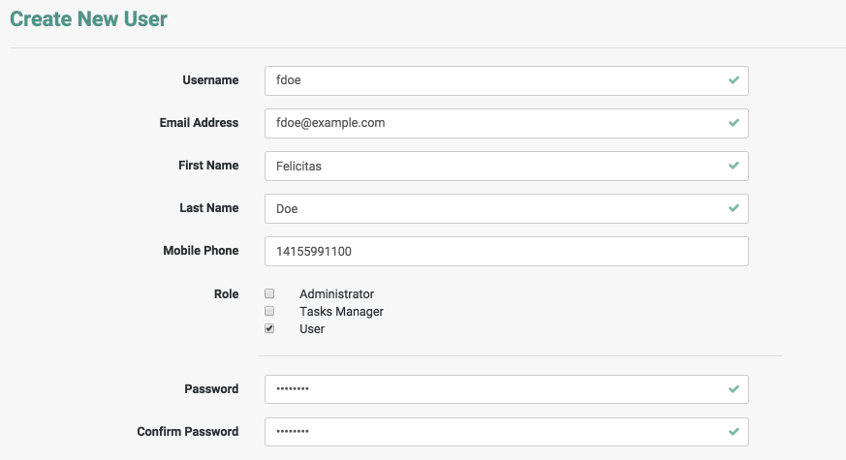 Create New User
Username fdoe
Email Address fdoe@example.com
First Name Felicitas
Last Name Doe
Mobile Phone 14155991100
Role Administrator
Tasks Manager
User
Password ••••••••
Confirm Password ••••••••